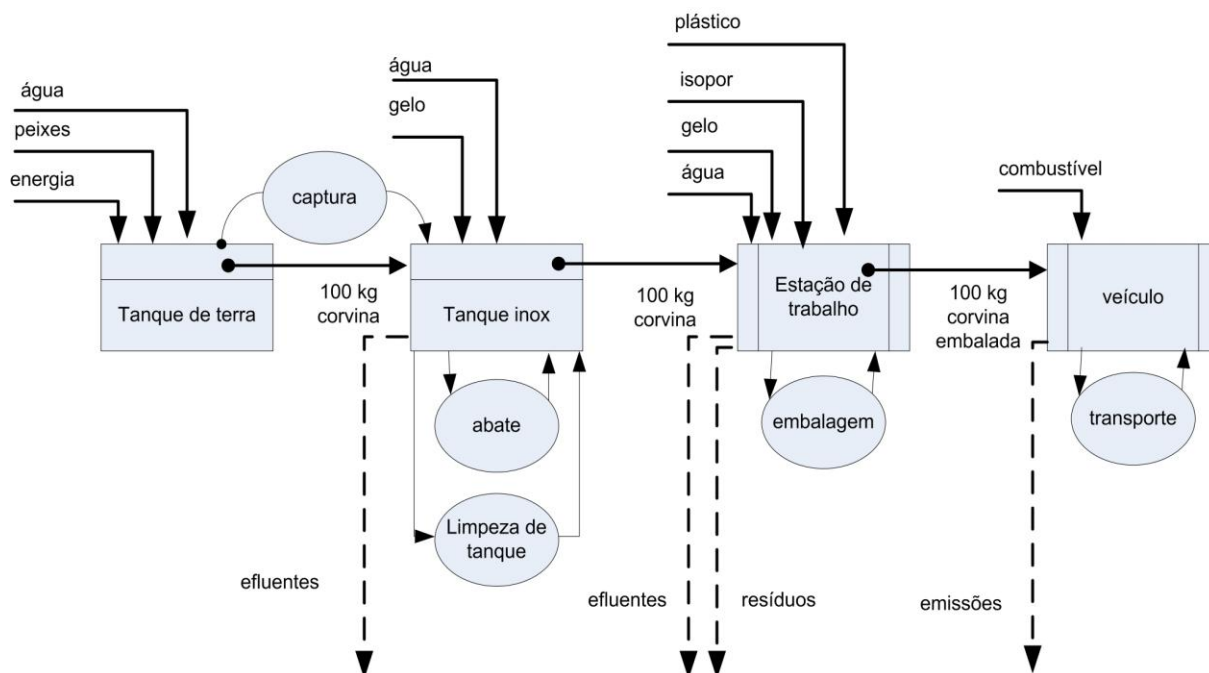 água
peixes
energia
captura
Tanque de terra
100 kg
corvina
água
gelo
Tanque inox
abate
Limpeza de
tanque
efluentes
100 kg
corvina
plástico
isopor
gelo
água
Estação de
trabalho
embalagem
efluentes
resíduos
100 kg
corvina
embalada
combustível
veículo
transporte
emissões